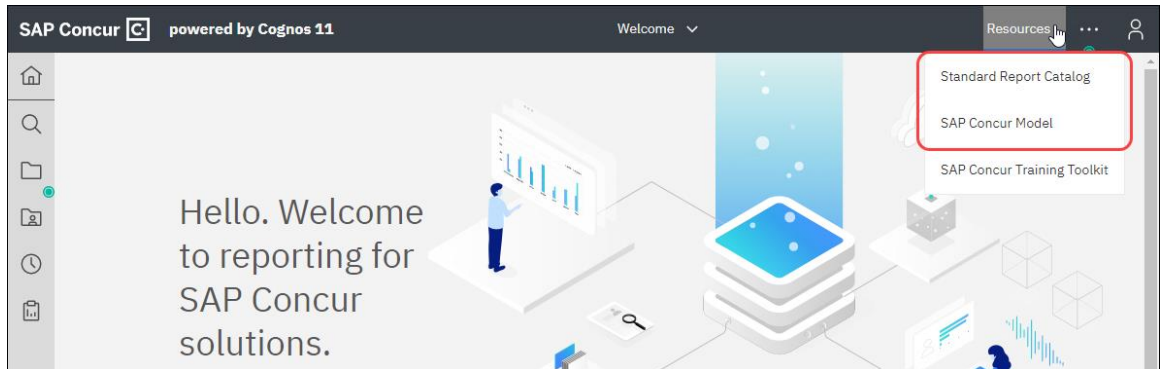 SAP Concur C powered by Cognos 11
Welcome
Resources
Standard Report Catalog
SAP Concur Model
SAP Concur Training Toolkit
Hello. Welcome
to reporting for
SAP Concur
solutions.